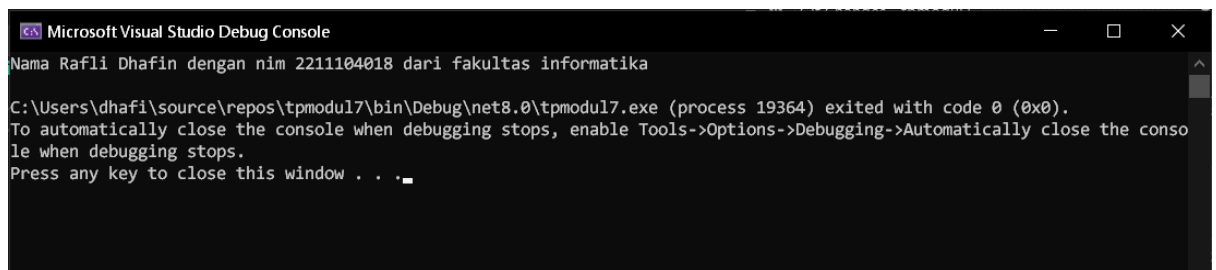 Microsoft Visual Studio Debug Console
Nama Rafli Dhafin dengan nim 2211104018 dari fakultas informatika
C:\Users\dhafi\source\repos\tpmodul7\bin\Debug\net8.0\tpmodul7.exe (process 19364) exited with code 0 (0x0).
To automatically close the console when debugging stops, enable Tools->Options->Debugging->Automatically close the conso
le when debugging stops.
Press any key to close this window . . .